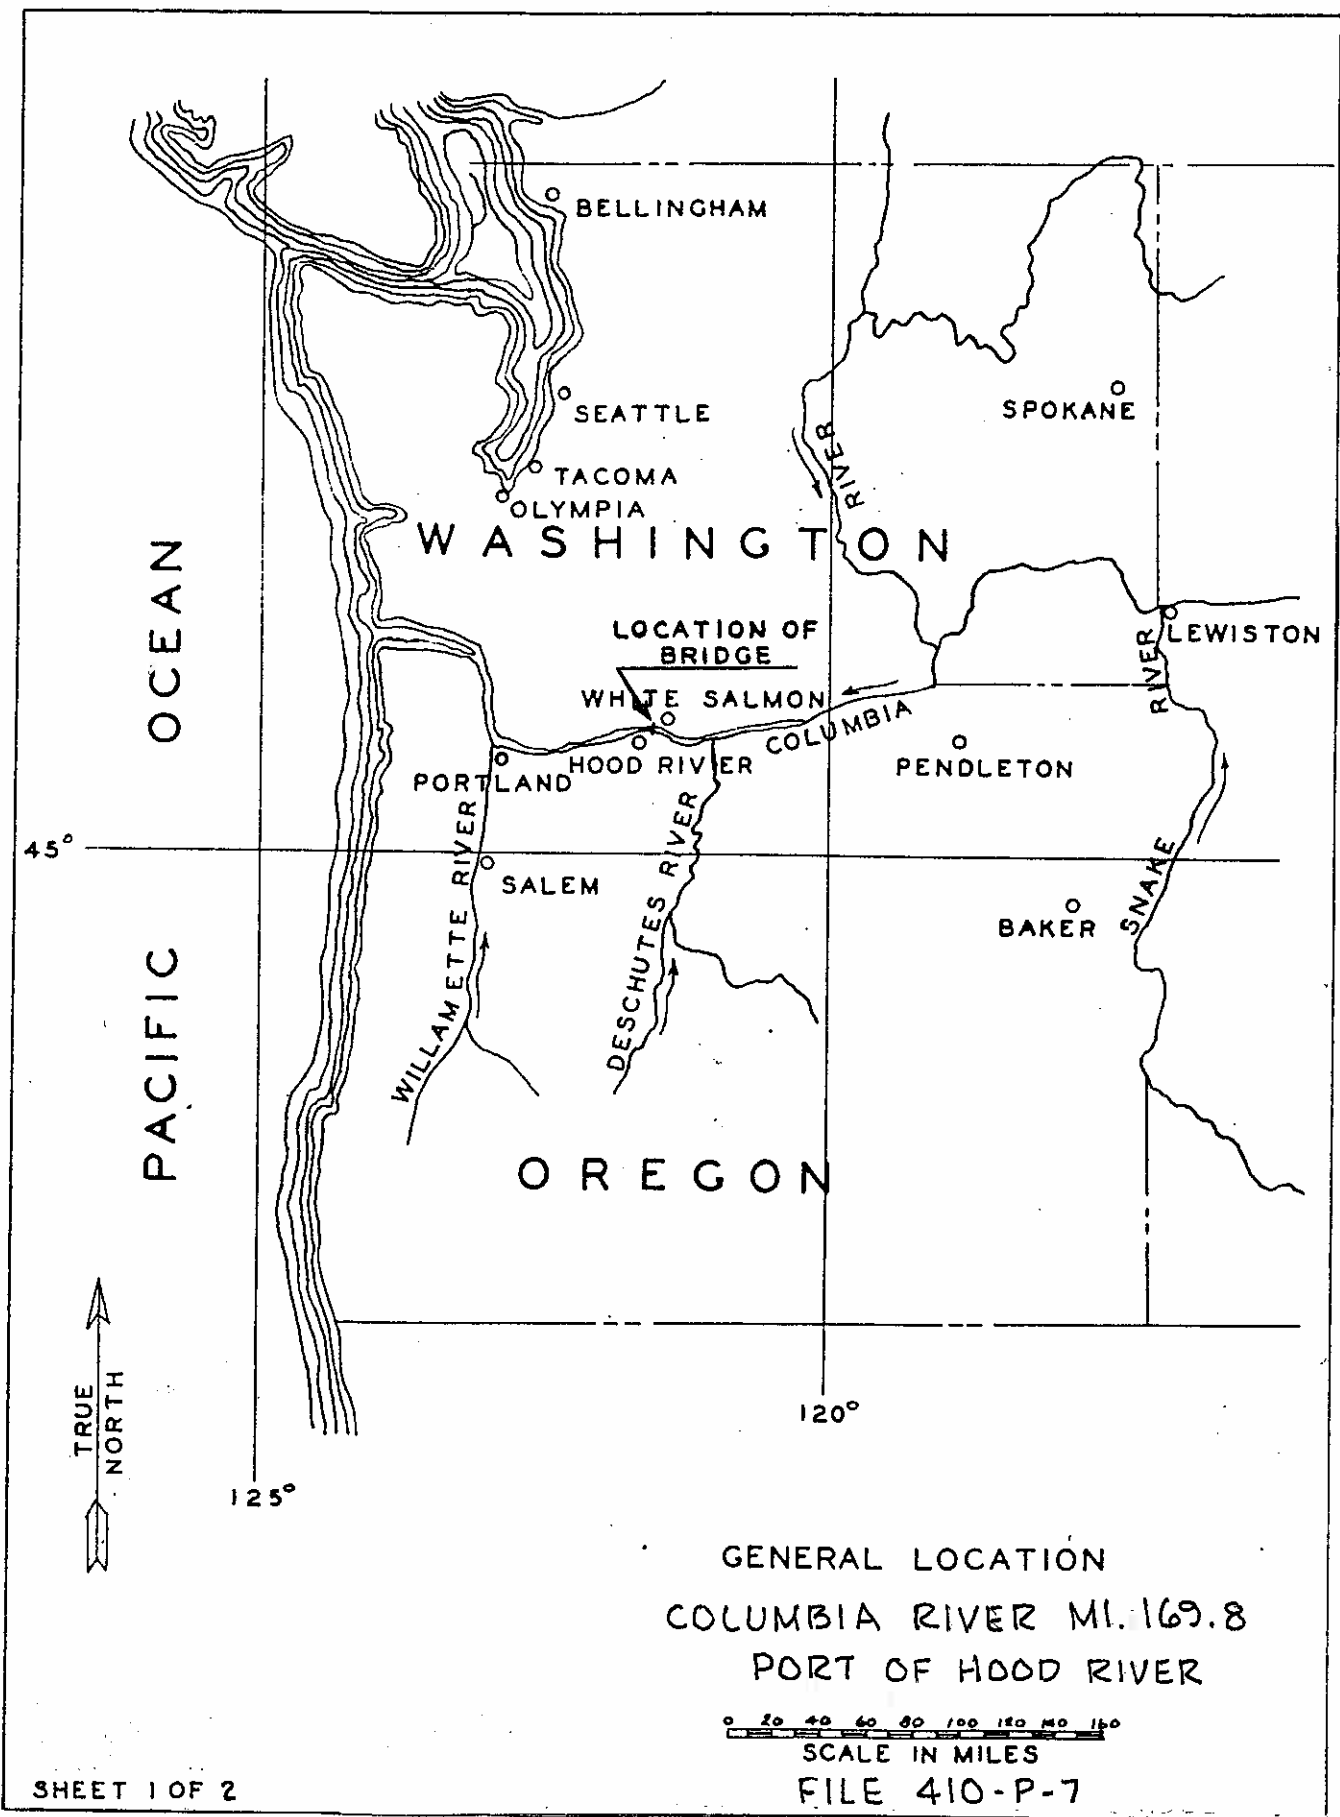 BELLINGHAM
SEATTLE
SPOKANE
TACOMA
OLYMPIA
RIVER
WASHINGTON
PACIFIC OCEAN
LOCATION OF
BRIDGE
LEWISTON
WHITE SALMON
COLUMBIA
HOOD RIVER
PORTLAND
PENDLETON
SNAKE RIVER
45°
SALEM
BAKER
WILLAMETTE RIVER
DESCHUTES RIVER
OREGON
TRUE
NORTH
120°
125°
GENERAL LOCATION
COLUMBIA RIVER MI. 169.8
PORT OF HOOD RIVER
0 20 40 60 80 100 120 140 160
SCALE IN MILES
SHEET 1 OF 2
FILE 410-P-7